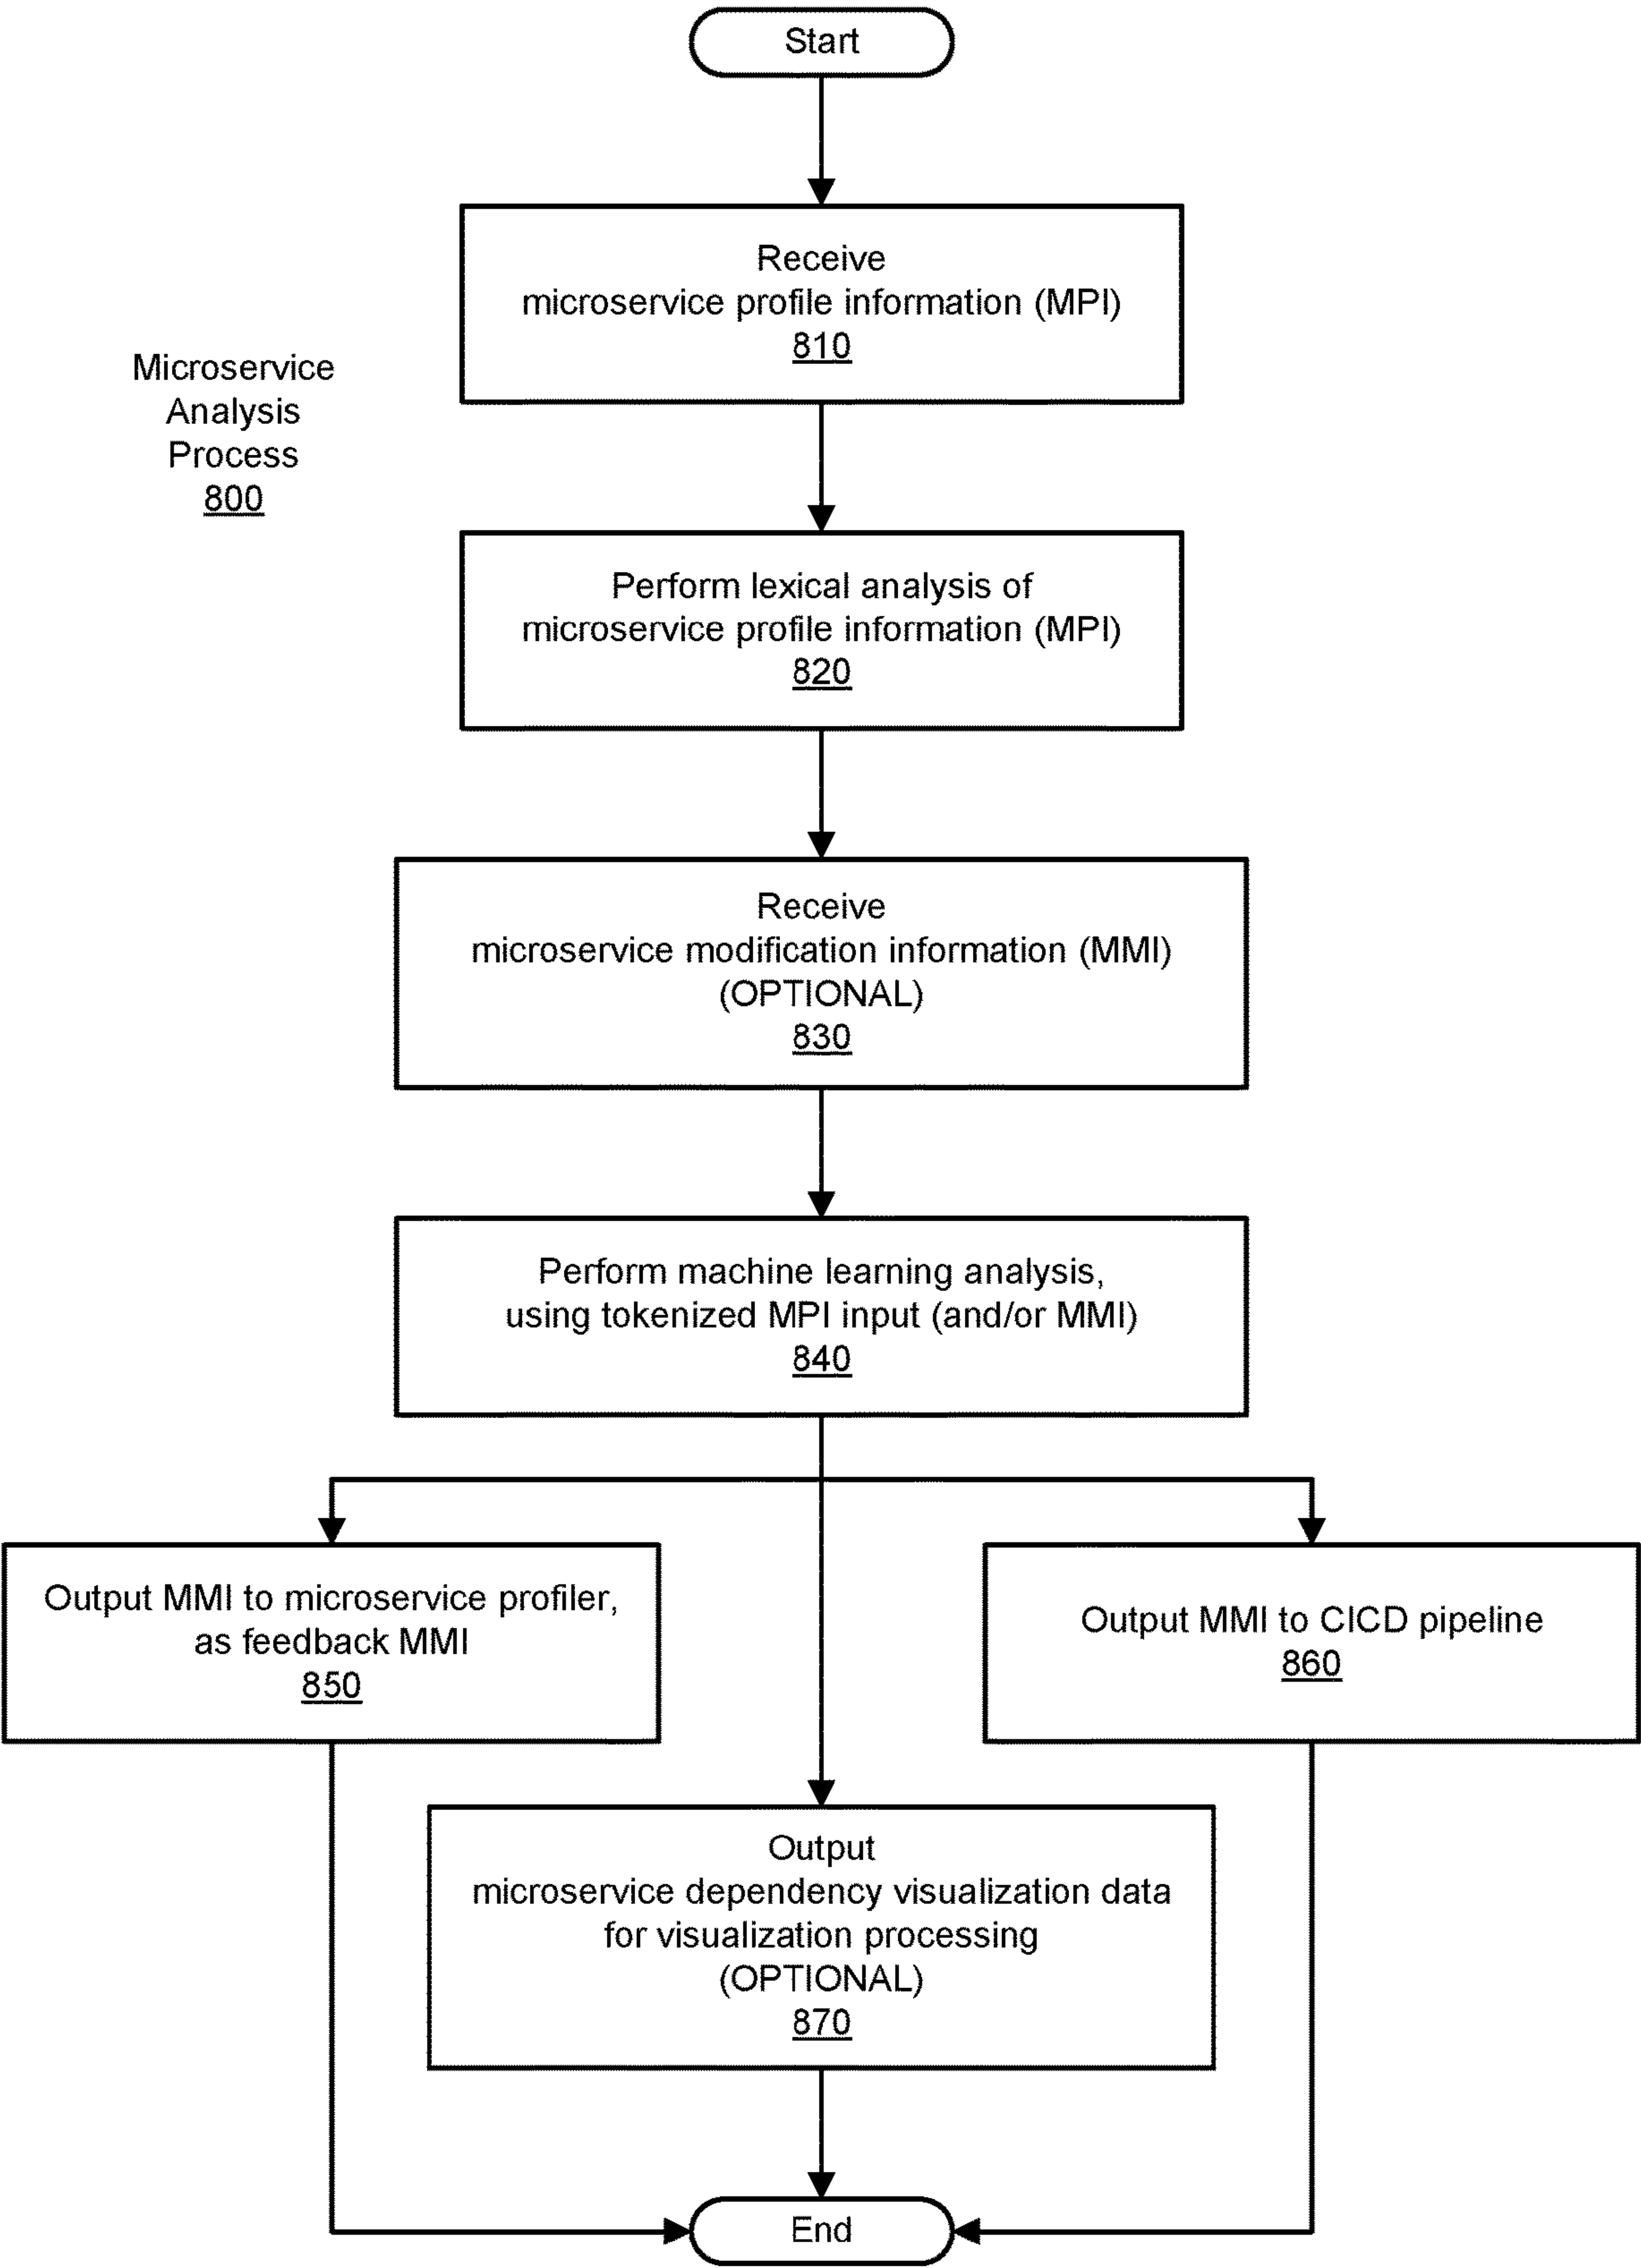 Start
Receive
microservice profile information (MPI)
810
Microservice
Analysis
Process
800
Perform lexical analysis of
microservice profile information (MPI)
820
Receive
microservice modification information (MMI)
(OPTIONAL)
830
Perform machine learning analysis,
using tokenized MPI input (and/or MMI)
840
Output MMI to microservice profiler,
as feedback MMI
850
Output MMI to CICD pipeline
860
Output
microservice dependency visualization data
for visualization processing
(OPTIONAL)
870
End